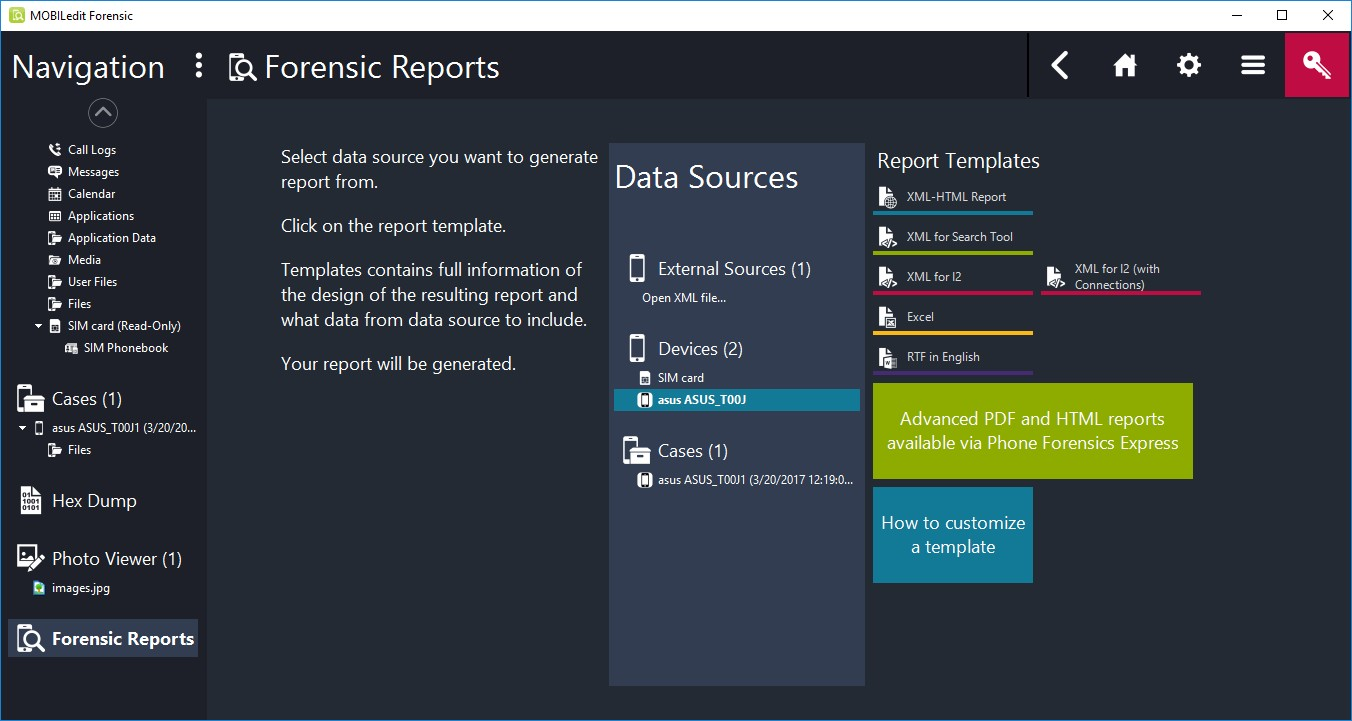 MOBILedit Forensic
Navigation
Forensic Reports
Call Logs
Messages
Calendar
Applications
Application Data
Media
User Files
Files
SIM card (Read-Only)
SIM Phonebook
Cases (1)
asus ASUS_T00J1 (3/20/20...
Files
Hex Dump
Photo Viewer (1)
images.jpg
Forensic Reports
Select data source you want to generate
report from.
Click on the report template.
Templates contains full information of
the design of the resulting report and
what data from data source to include.
Your report will be generated.
Data Sources
External Sources (1)
Open XML file...
Devices (2)
SIM card
asus ASUS_T00J
Cases (1)
asus ASUS_T00J1 (3/20/2017 12:19:0...
Report Templates
XML-HTML Report
XML for Search Tool
XML for I2
XML for I2 (with
Connections)
Excel
RTF in English
Advanced PDF and HTML reports
available via Phone Forensics Express
How to customize
a template